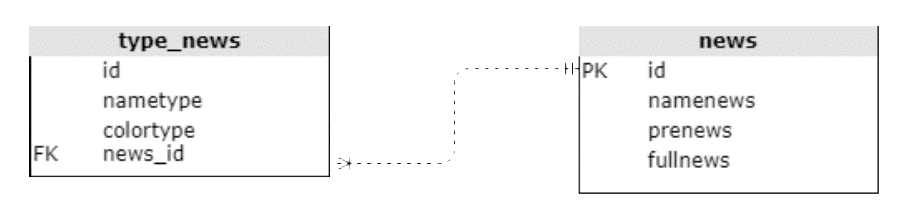 type_news
id
nametype
colortype
FK news_id
news
PK id
namenews
prenews
fullnews